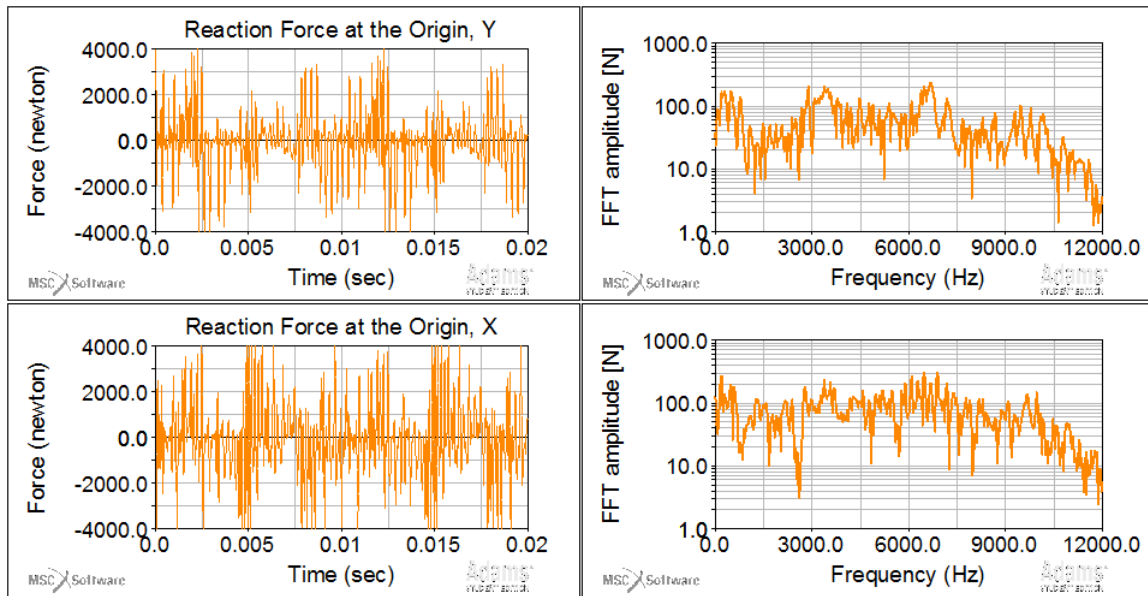 Reaction Force at the Origin, Y
Force (newton)
4000.0
2000.0
0.0
-2000.0
-4000.0
0.0 0.005 0.01 0.015 0.02
Time (sec)
MSC Software
Adams
FFT amplitude [N]
1000.0
100.0
10.0
1.0
0.0 3000.0 6000.0 9000.0 12000.0
Frequency (Hz)
MSC Software
Adams
Reaction Force at the Origin, X
Force (newton)
4000.0
2000.0
0.0
-2000.0
-4000.0
0.0 0.005 0.01 0.015 0.02
Time (sec)
MSC Software
Adams
FFT amplitude [N]
1000.0
100.0
10.0
1.0
0.0 3000.0 6000.0 9000.0 12000.0
Frequency (Hz)
MSC Software
Adams